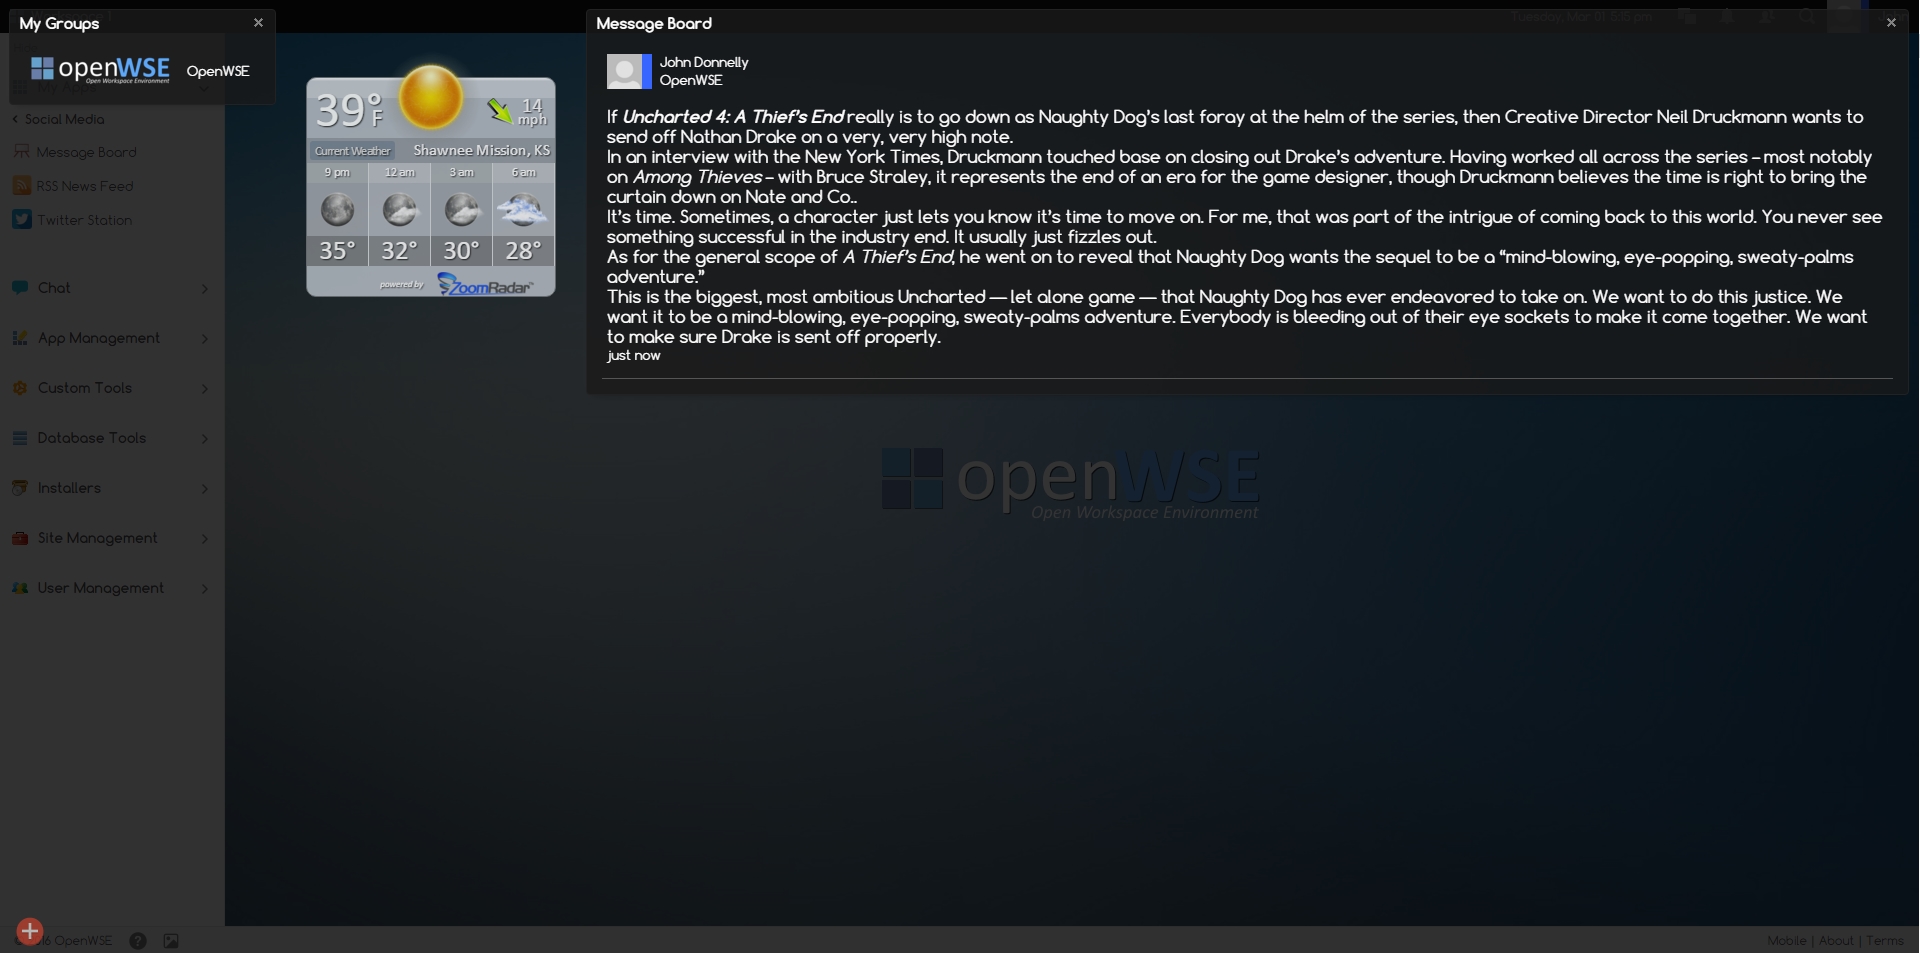 My Groups
openWSE
Open Workspace Environment
OpenWSE
My Apps
Social Media
Message Board
RSS News Feed
Twitter Station
Chat
App Management
Custom Tools
Database Tools
Installers
Site Management
User Management
39°F
14 mph
Current Weather
Shawnee Mission, KS
9 pm 12 am 3 am 6 am
35° 32° 30° 28°
powered by ZoomRadar™
Tuesday, Mar 01 5:15 pm
Message Board
John Donnelly
OpenWSE
If Uncharted 4: A Thief's End really is to go down as Naughty Dog's last foray at the helm of the series, then Creative Director Neil Druckmann wants to
send off Nathan Drake on a very, very high note.
In an interview with the New York Times, Druckmann touched base on closing out Drake's adventure. Having worked all across the series – most notably
on Among Thieves – with Bruce Straley, it represents the end of an era for the game designer, though Druckmann believes the time is right to bring the
curtain down on Nate and Co..
It's time. Sometimes, a character just lets you know it's time to move on. For me, that was part of the intrigue of coming back to this world. You never see
something successful in the industry end. It usually just fizzles out.
As for the general scope of A Thief's End, he went on to reveal that Naughty Dog wants the sequel to be a “mind-blowing, eye-popping, sweaty-palms
adventure.”
This is the biggest, most ambitious Uncharted — let alone game — that Naughty Dog has ever endeavored to take on. We want to do this justice. We
want it to be a mind-blowing, eye-popping, sweaty-palms adventure. Everybody is bleeding out of their eye sockets to make it come together. We want
to make sure Drake is sent off properly.
just now
openWSE
Open Workspace Environment
OpenWSE
Mobile | About | Terms